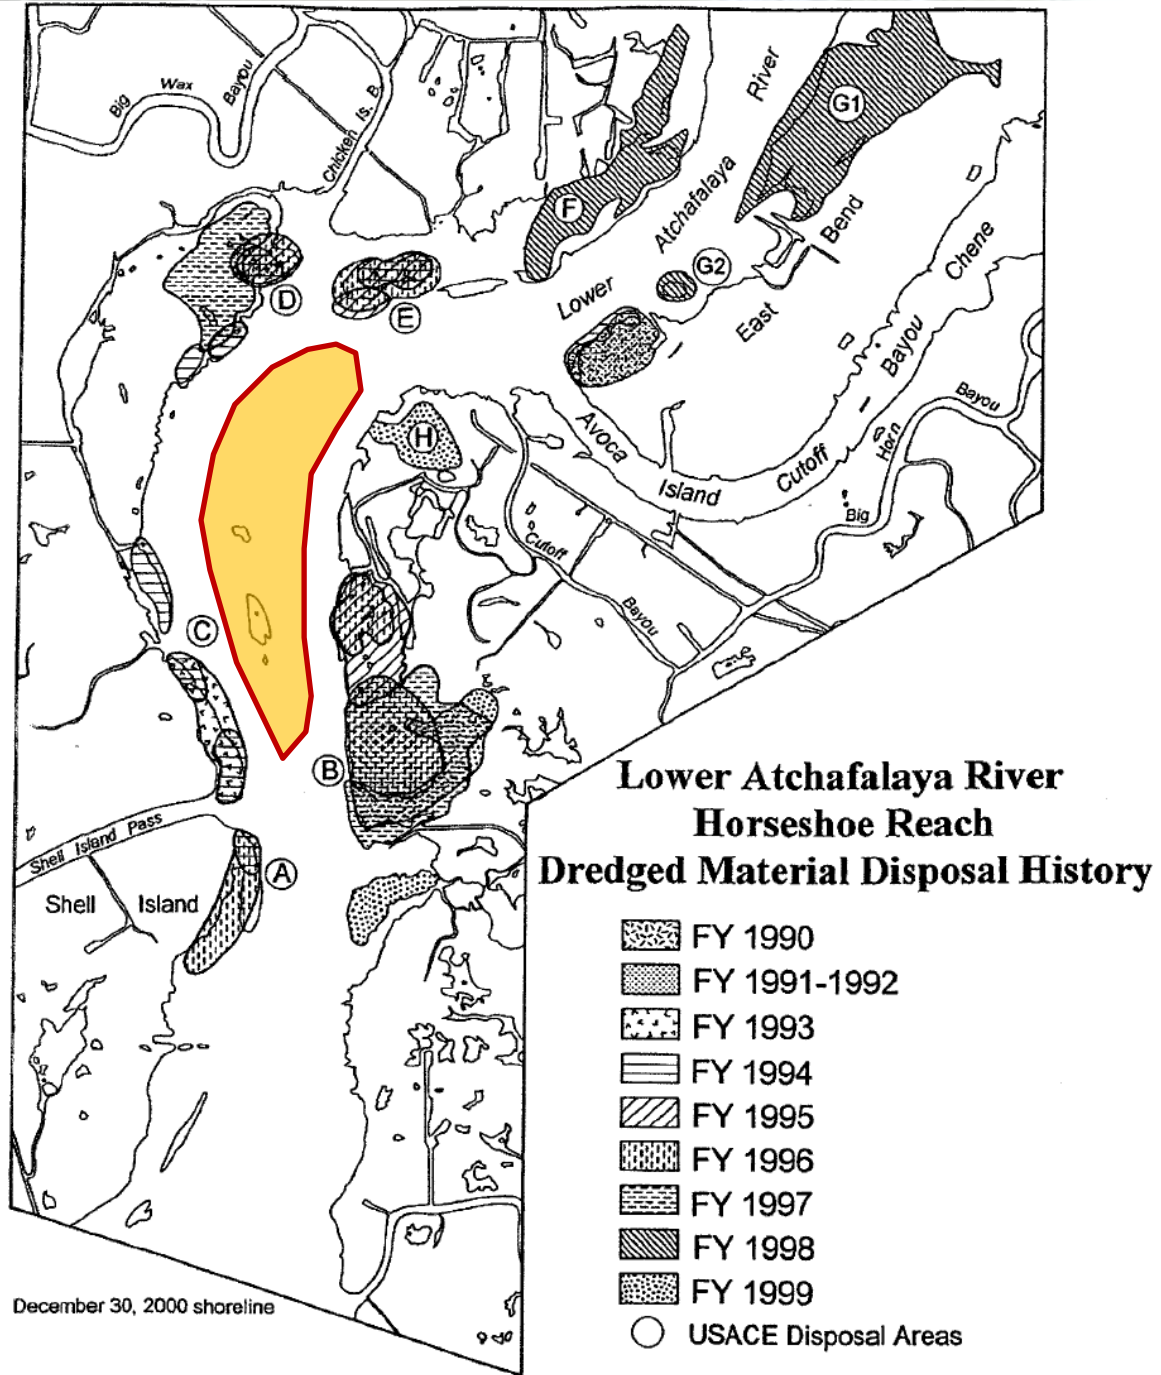 Big
Wax
Bayou
Chicken Is. B.
River
G1
F
Atchafalaya
Bend
Chene
G2
D
E
Lower
East
Bayou
Bayou
H
Avoca
Island
Cutoff
Horn
Big
Cutoff
Bayou
C
B
Shell Island Pass
A
Shell Island
Lower Atchafalaya River
Horseshoe Reach
Dredged Material Disposal History
FY 1990
FY 1991-1992
FY 1993
FY 1994
FY 1995
FY 1996
FY 1997
FY 1998
FY 1999
USACE Disposal Areas
December 30, 2000 shoreline